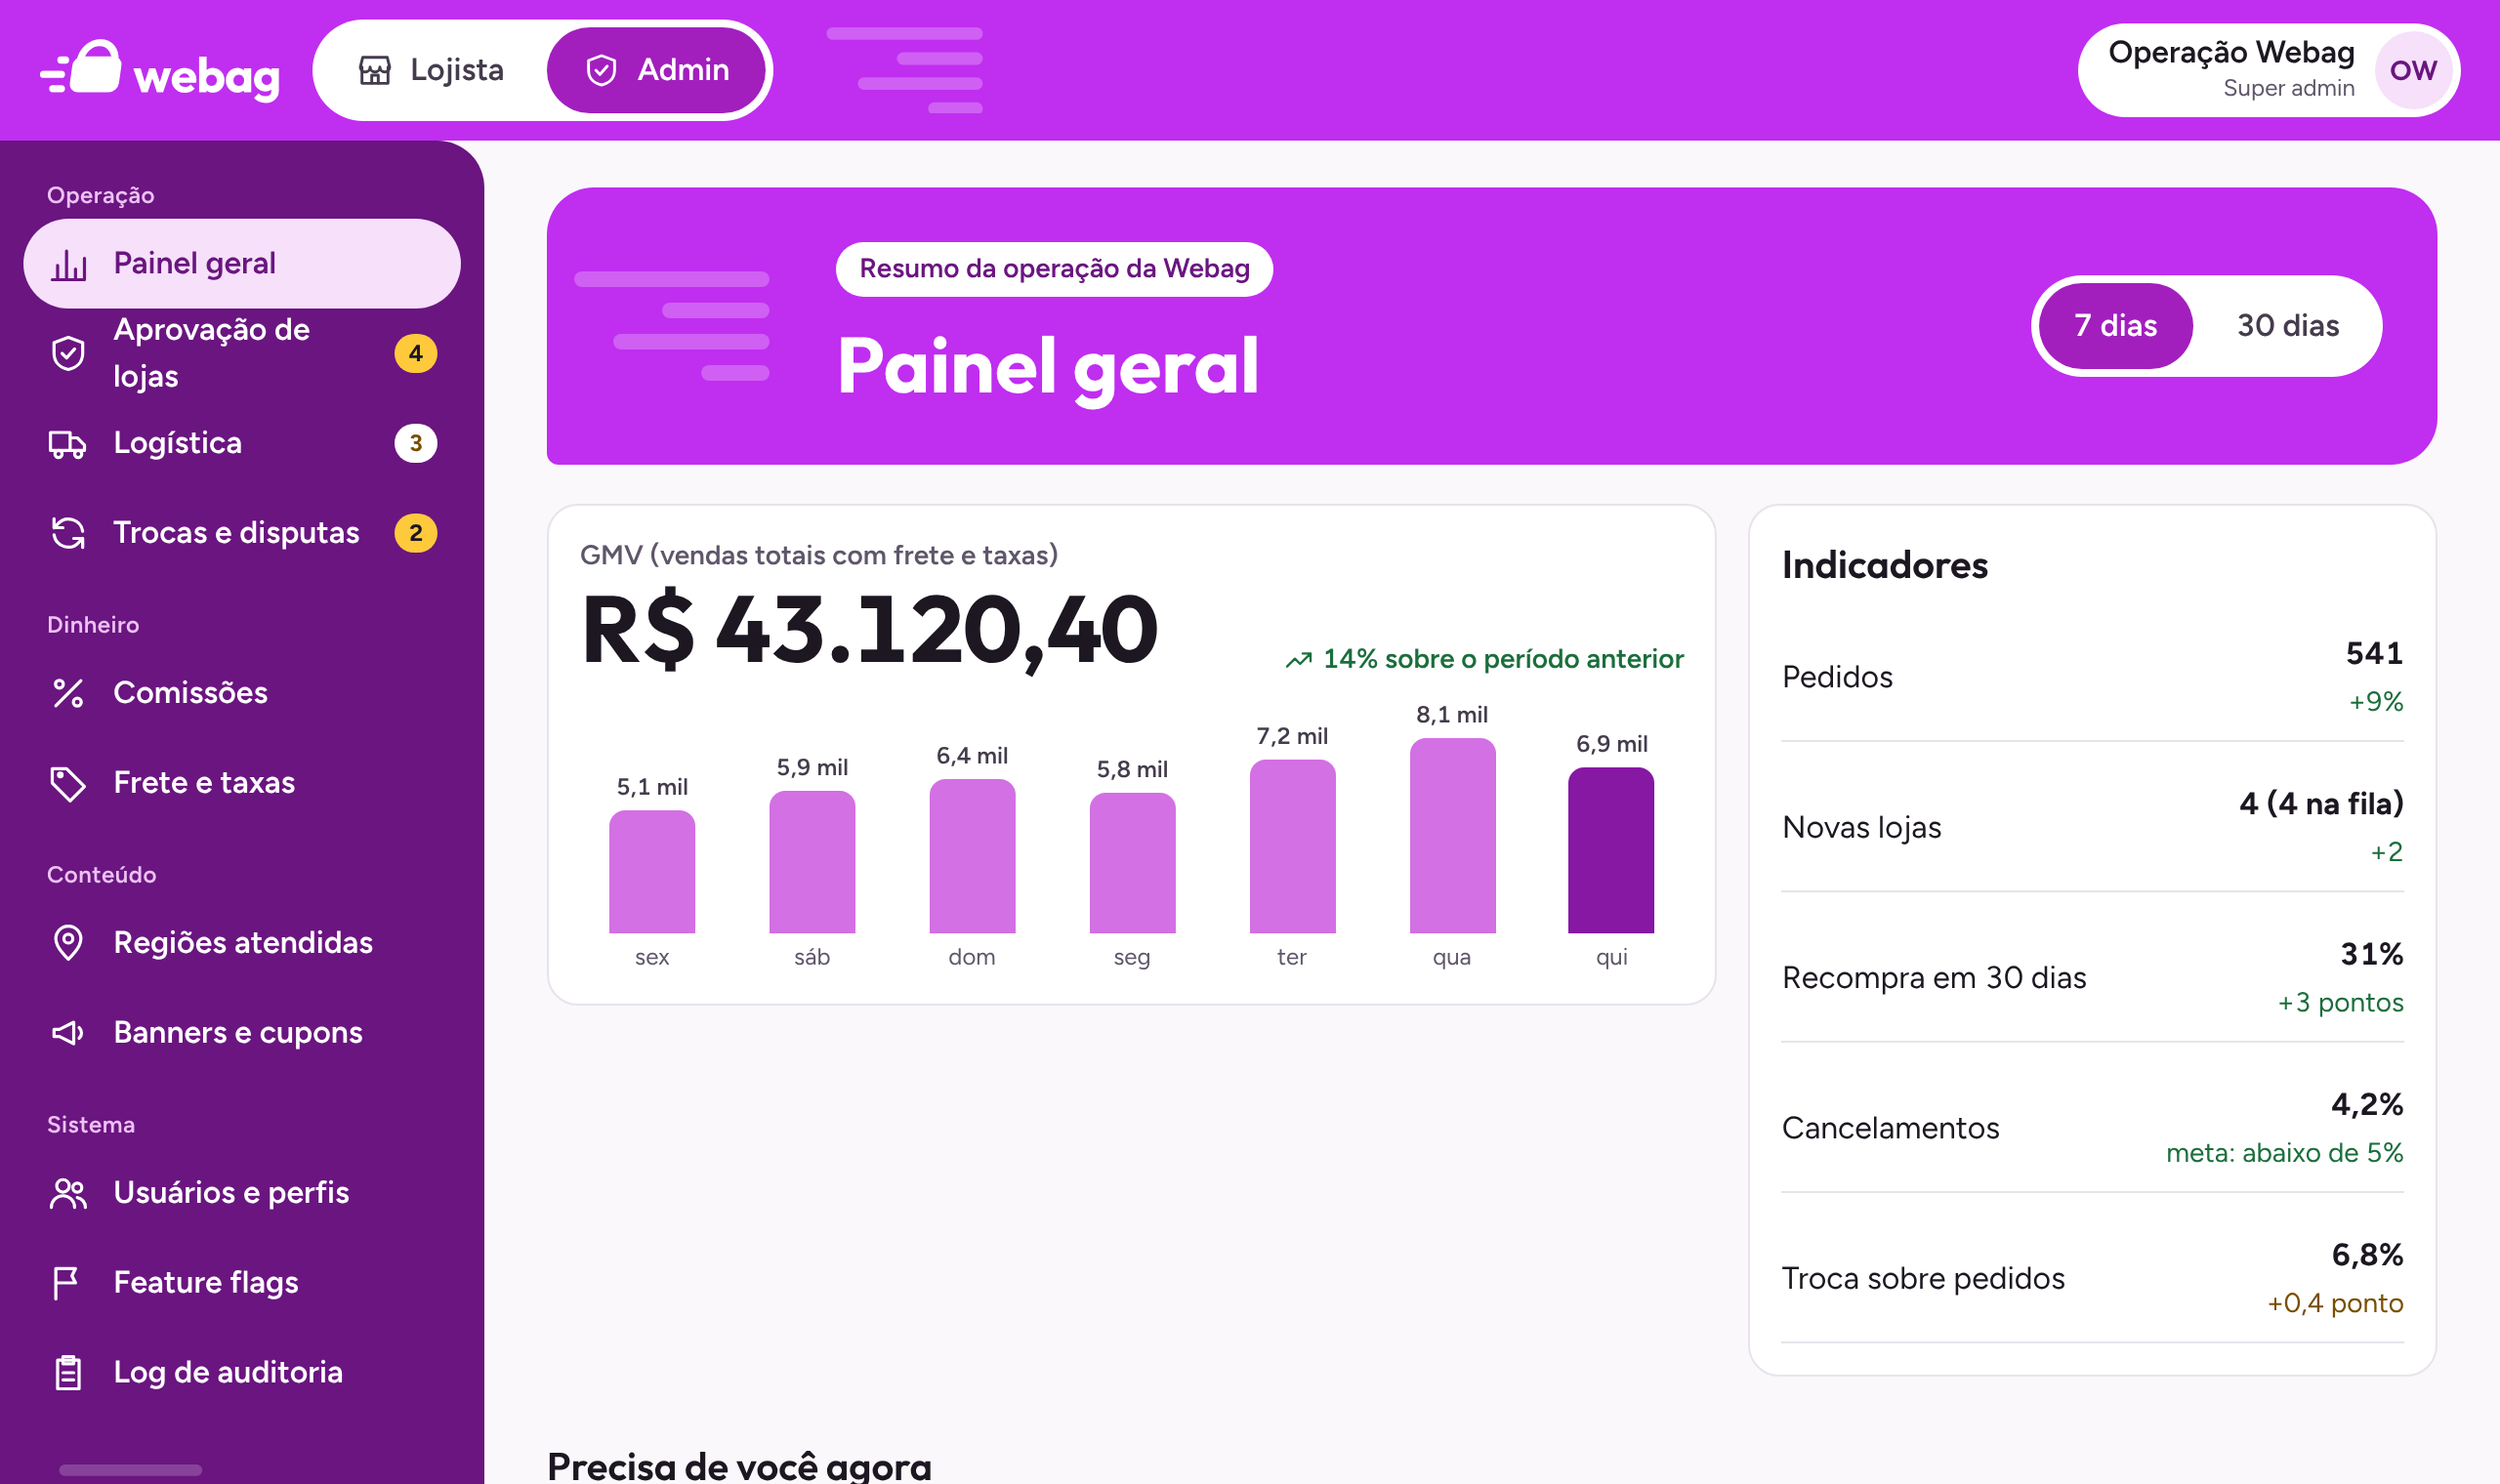 webag
Lojista
Admin
Operação Webag
Super admin
OW
Operação
Painel geral
Aprovação de
lojas
4
Logística
3
Trocas e disputas
2
Dinheiro
Comissões
Frete e taxas
Conteúdo
Regiões atendidas
Banners e cupons
Sistema
Usuários e perfis
Feature flags
Log de auditoria
Resumo da operação da Webag
Painel geral
7 dias
30 dias
GMV (vendas totais com frete e taxas)
R$ 43.120,40
14% sobre o período anterior
5,1 mil
5,9 mil
6,4 mil
5,8 mil
7,2 mil
8,1 mil
6,9 mil
sex
sáb
dom
seg
ter
qua
qui
Indicadores
Pedidos
541
+9%
Novas lojas
4 (4 na fila)
+2
Recompra em 30 dias
31%
+3 pontos
Cancelamentos
4,2%
meta: abaixo de 5%
Troca sobre pedidos
6,8%
+0,4 ponto
Precisa de você agora